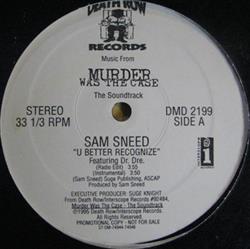 DEATH ROW
RECORDS
Music From
MURDER
WAS THE CASE
The Soundtrack
STEREO
33 1/3 RPM
DMD 2199
SIDE A
SAM SNEED
"U BETTER RECOGNIZE"
Featuring Dr. Dre.
(Radio Edit) 3:55
(Instrumental) 3:50
(Sam Sneed) Suge Publishing, ASCAP
Produced by Sam Sneed
EXECUTIVE PRODUCER: SUGE KNIGHT
From Death Row/Interscope Records #92484,
Murder Was The Case - The Soundtrack
©1995 Death Row/Interscope Records.
All Rights Reserved.
PROMOTIONAL COPY - NOT FOR SALE